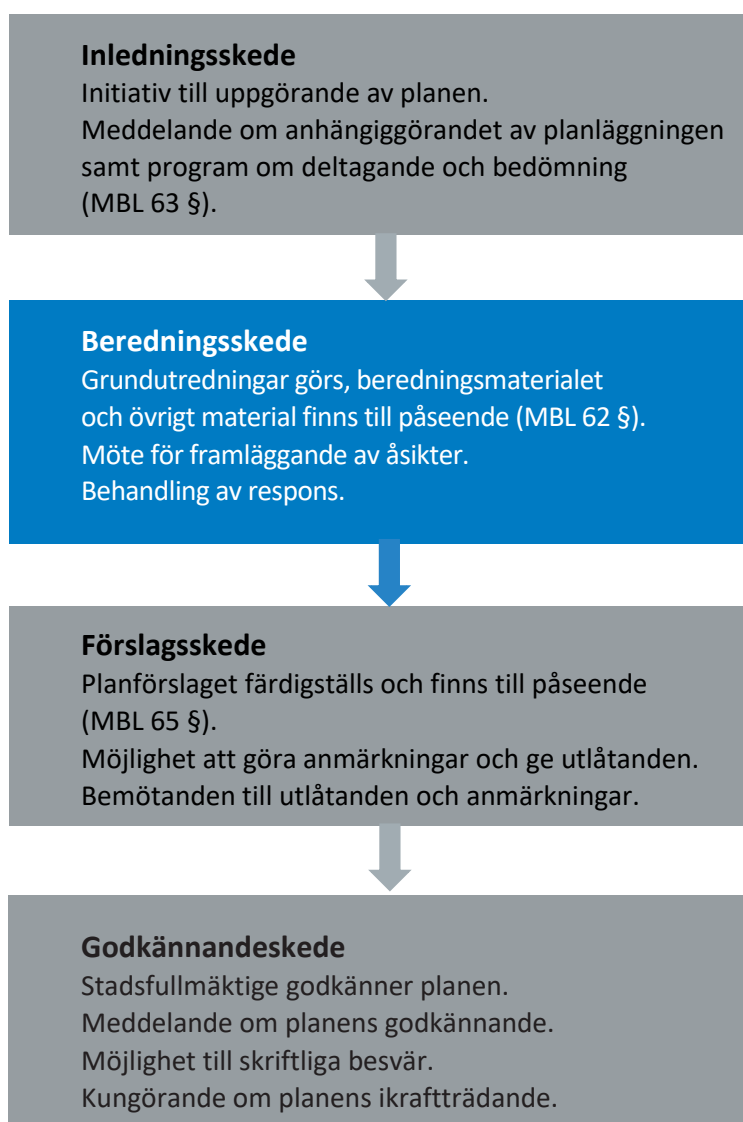 Inledningsskede
Initiativ till uppgörande av planen.
Meddelande om anhängiggörandet av planläggningen
samt program om deltagande och bedömning
(MBL 63 §).
Beredningsskede
Grundutredningar görs, beredningsmaterialet
och övrigt material finns till påseende (MBL 62 §).
Möte för framläggande av åsikter.
Behandling av respons.
Förslagsskede
Planförslaget färdigställs och finns till påseende
(MBL 65 §).
Möjlighet att göra anmärkningar och ge utlåtanden.
Bemötanden till utlåtanden och anmärkningar.
Godkännandeskede
Stadsfullmäktige godkänner planen.
Meddelande om planens godkännande.
Möjlighet till skriftliga besvär.
Kungörande om planens ikraftträdande.